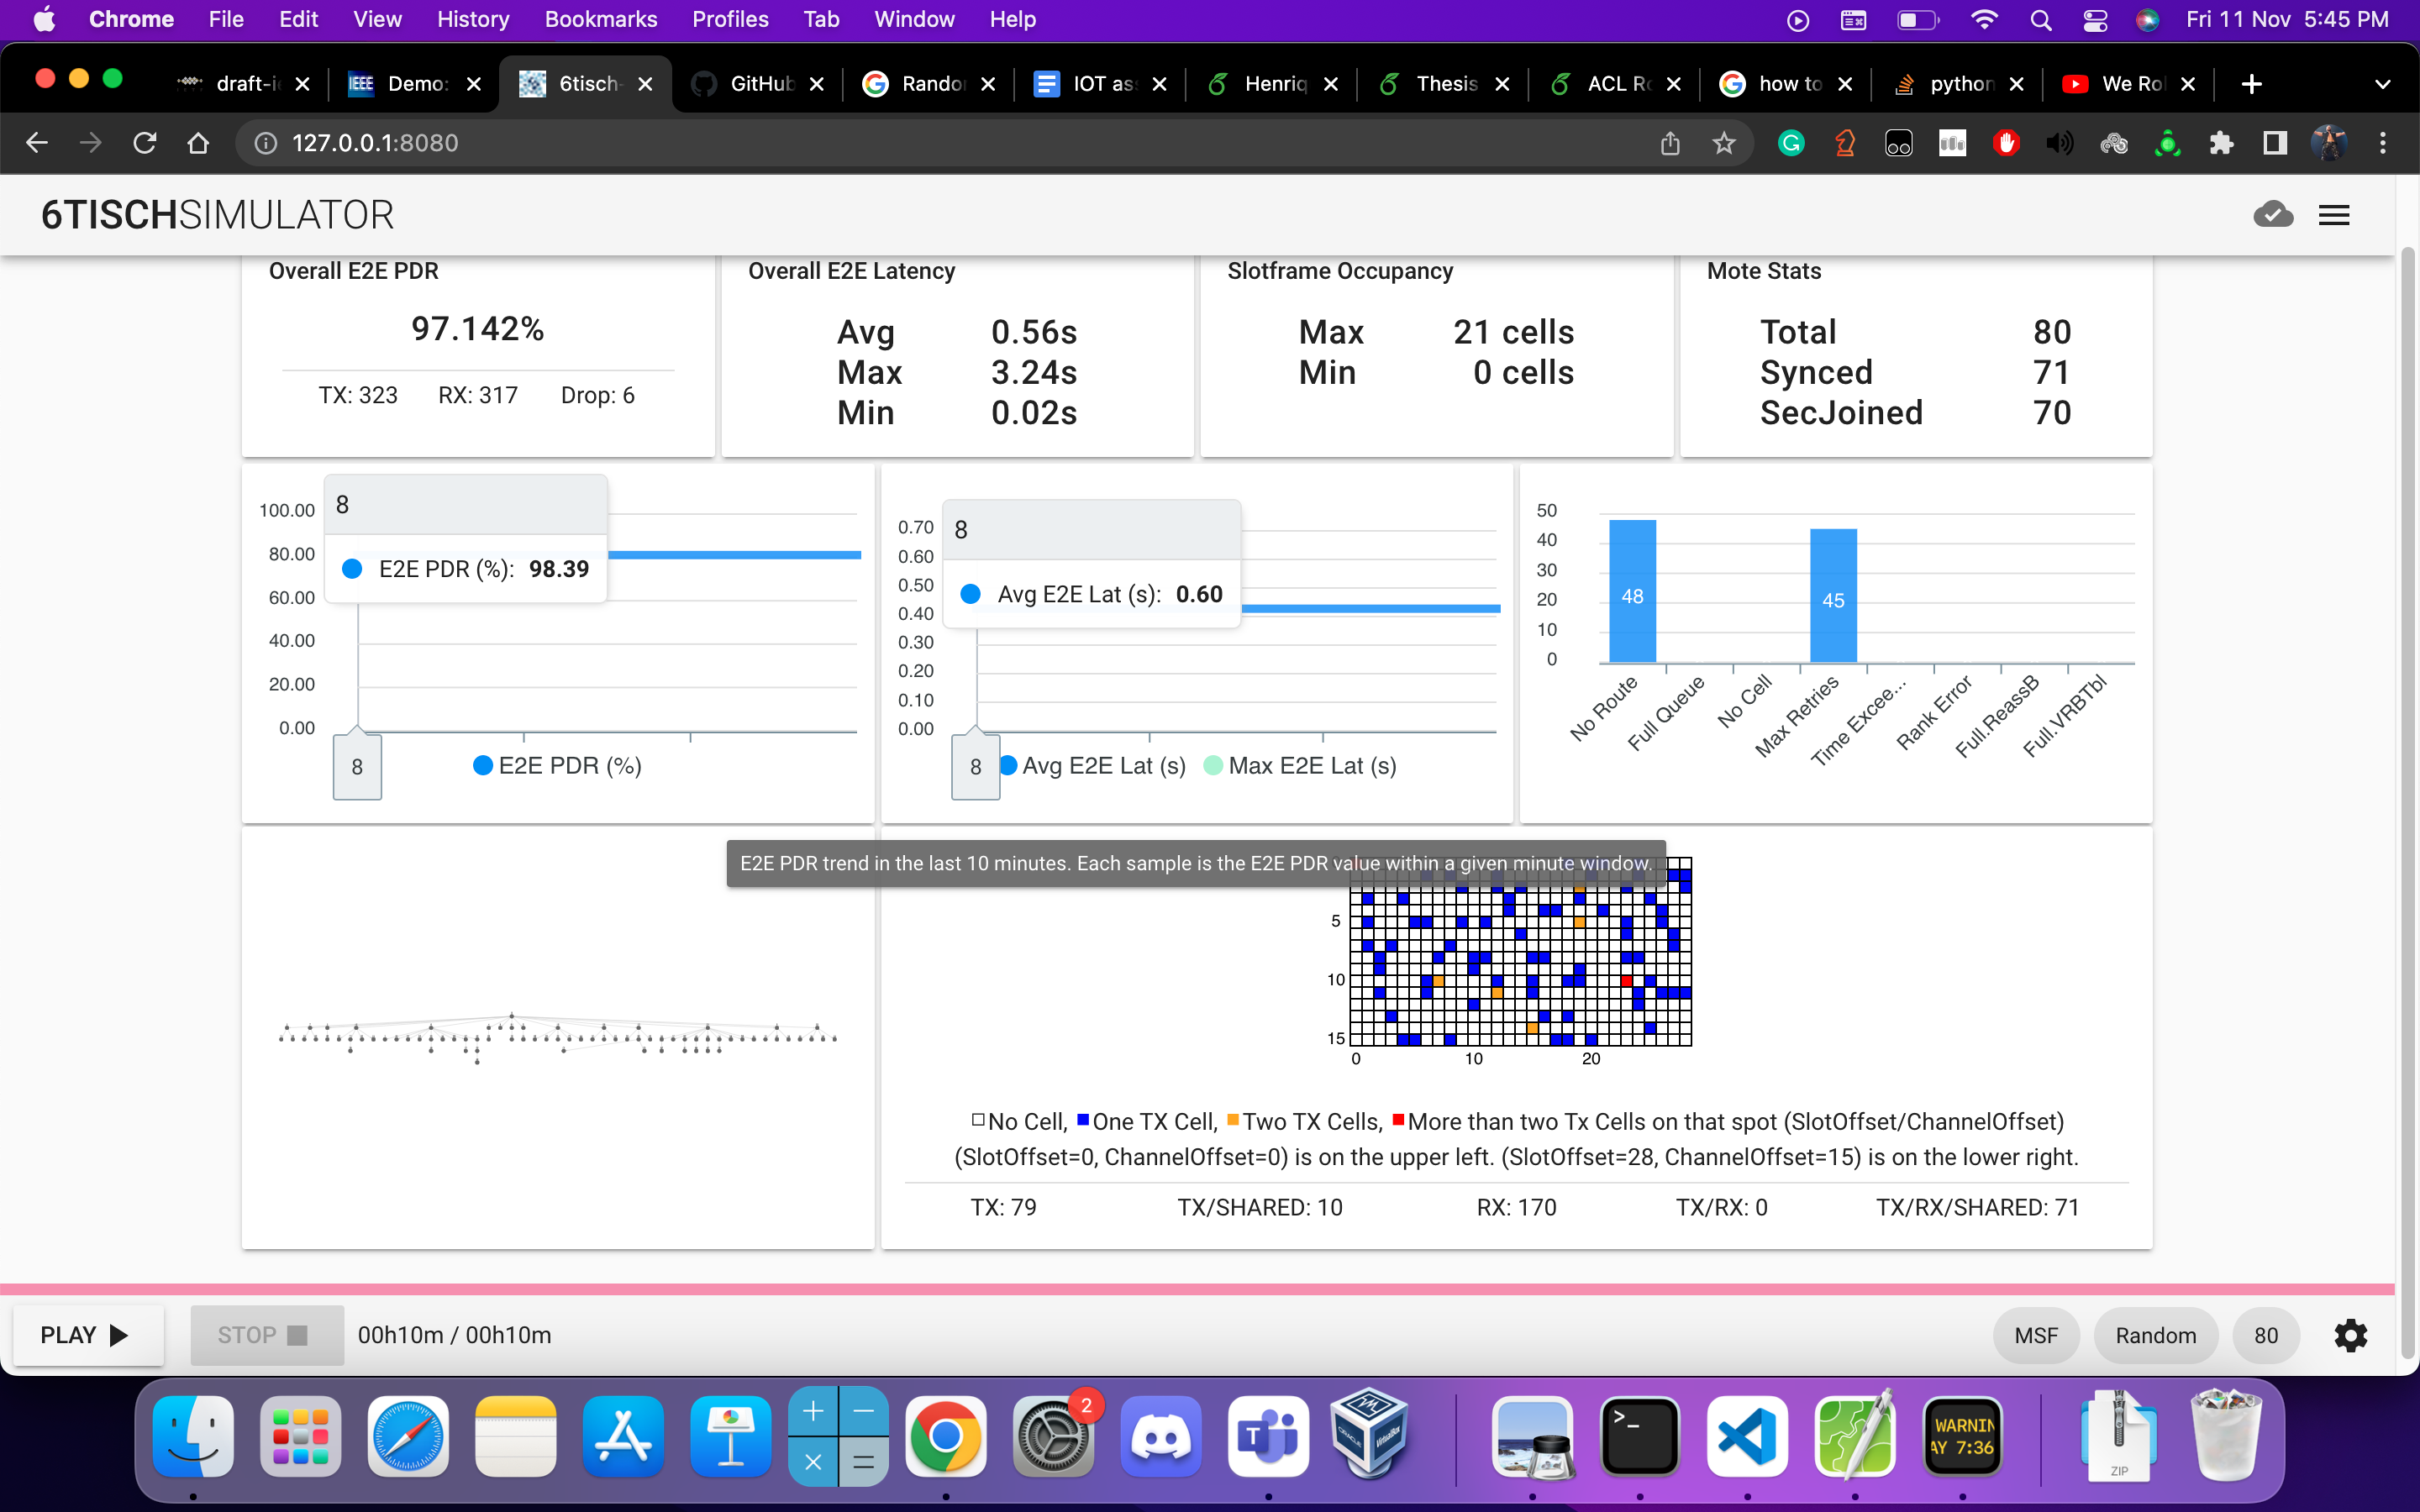 Chrome File Edit View History Bookmarks Profiles Tab Window Help Fri 11 Nov 5:45 PM
draft-i IEEE Demo: 6tisch- GitHub Random IOT as Henriq Thesis ACL Ro how to python We Rol
127.0.0.1:8080
6TISCHSIMULATOR
Overall E2E PDR
97.142%
TX: 323 RX: 317 Drop: 6
Overall E2E Latency
Avg 0.56s
Max 3.24s
Min 0.02s
Slotframe Occupancy
Max 21 cells
Min 0 cells
Mote Stats
Total 80
Synced 71
SecJoined 70
100.00
80.00
60.00
40.00
20.00
0.00
8
E2E PDR (%): 98.39
8
E2E PDR (%)
0.70
0.60
0.50
0.40
0.30
0.20
0.10
0.00
8
Avg E2E Lat (s): 0.60
8
Avg E2E Lat (s) Max E2E Lat (s)
50
40
30
20
10
0
48
45
No Route
Full Queue
No Cell
Max Retries
Time Excee...
Rank Error
Full.ReassB
Full.VRBTbl
E2E PDR trend in the last 10 minutes. Each sample is the E2E PDR value within a given minute window.
5
10
15
0 10 20
No Cell, One TX Cell, Two TX Cells, More than two Tx Cells on that spot (SlotOffset/ChannelOffset)
(SlotOffset=0, ChannelOffset=0) is on the upper left. (SlotOffset=28, ChannelOffset=15) is on the lower right.
TX: 79 TX/SHARED: 10 RX: 170 TX/RX: 0 TX/RX/SHARED: 71
PLAY STOP 00h10m / 00h10m MSF Random 80
2
WARNIN
AY 7:36
ZIP